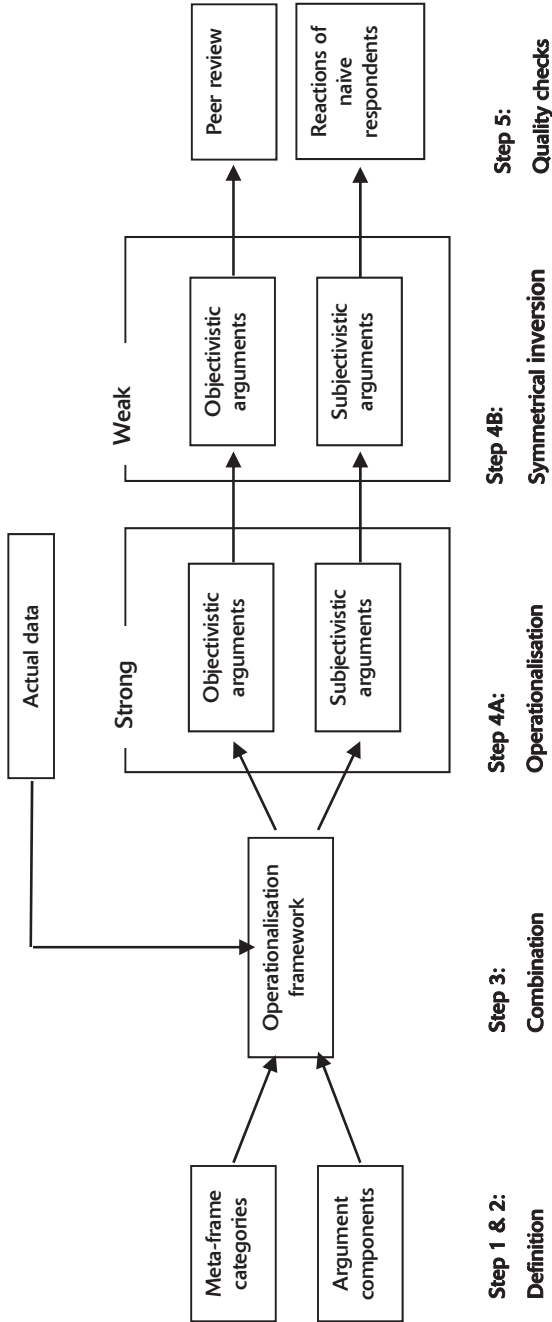 Actual data
Strong
Weak
Meta-frame
categories
Argument
components
Operationalisation
framework
Objectivistic
arguments
Subjectivistic
arguments
Objectivistic
arguments
Subjectivistic
arguments
Peer review
Reactions of
naive
respondents
Step 1 & 2:
Definition
Step 3:
Combination
Step 4A:
Operationalisation
Step 4B:
Symmetrical inversion
Step 5:
Quality checks